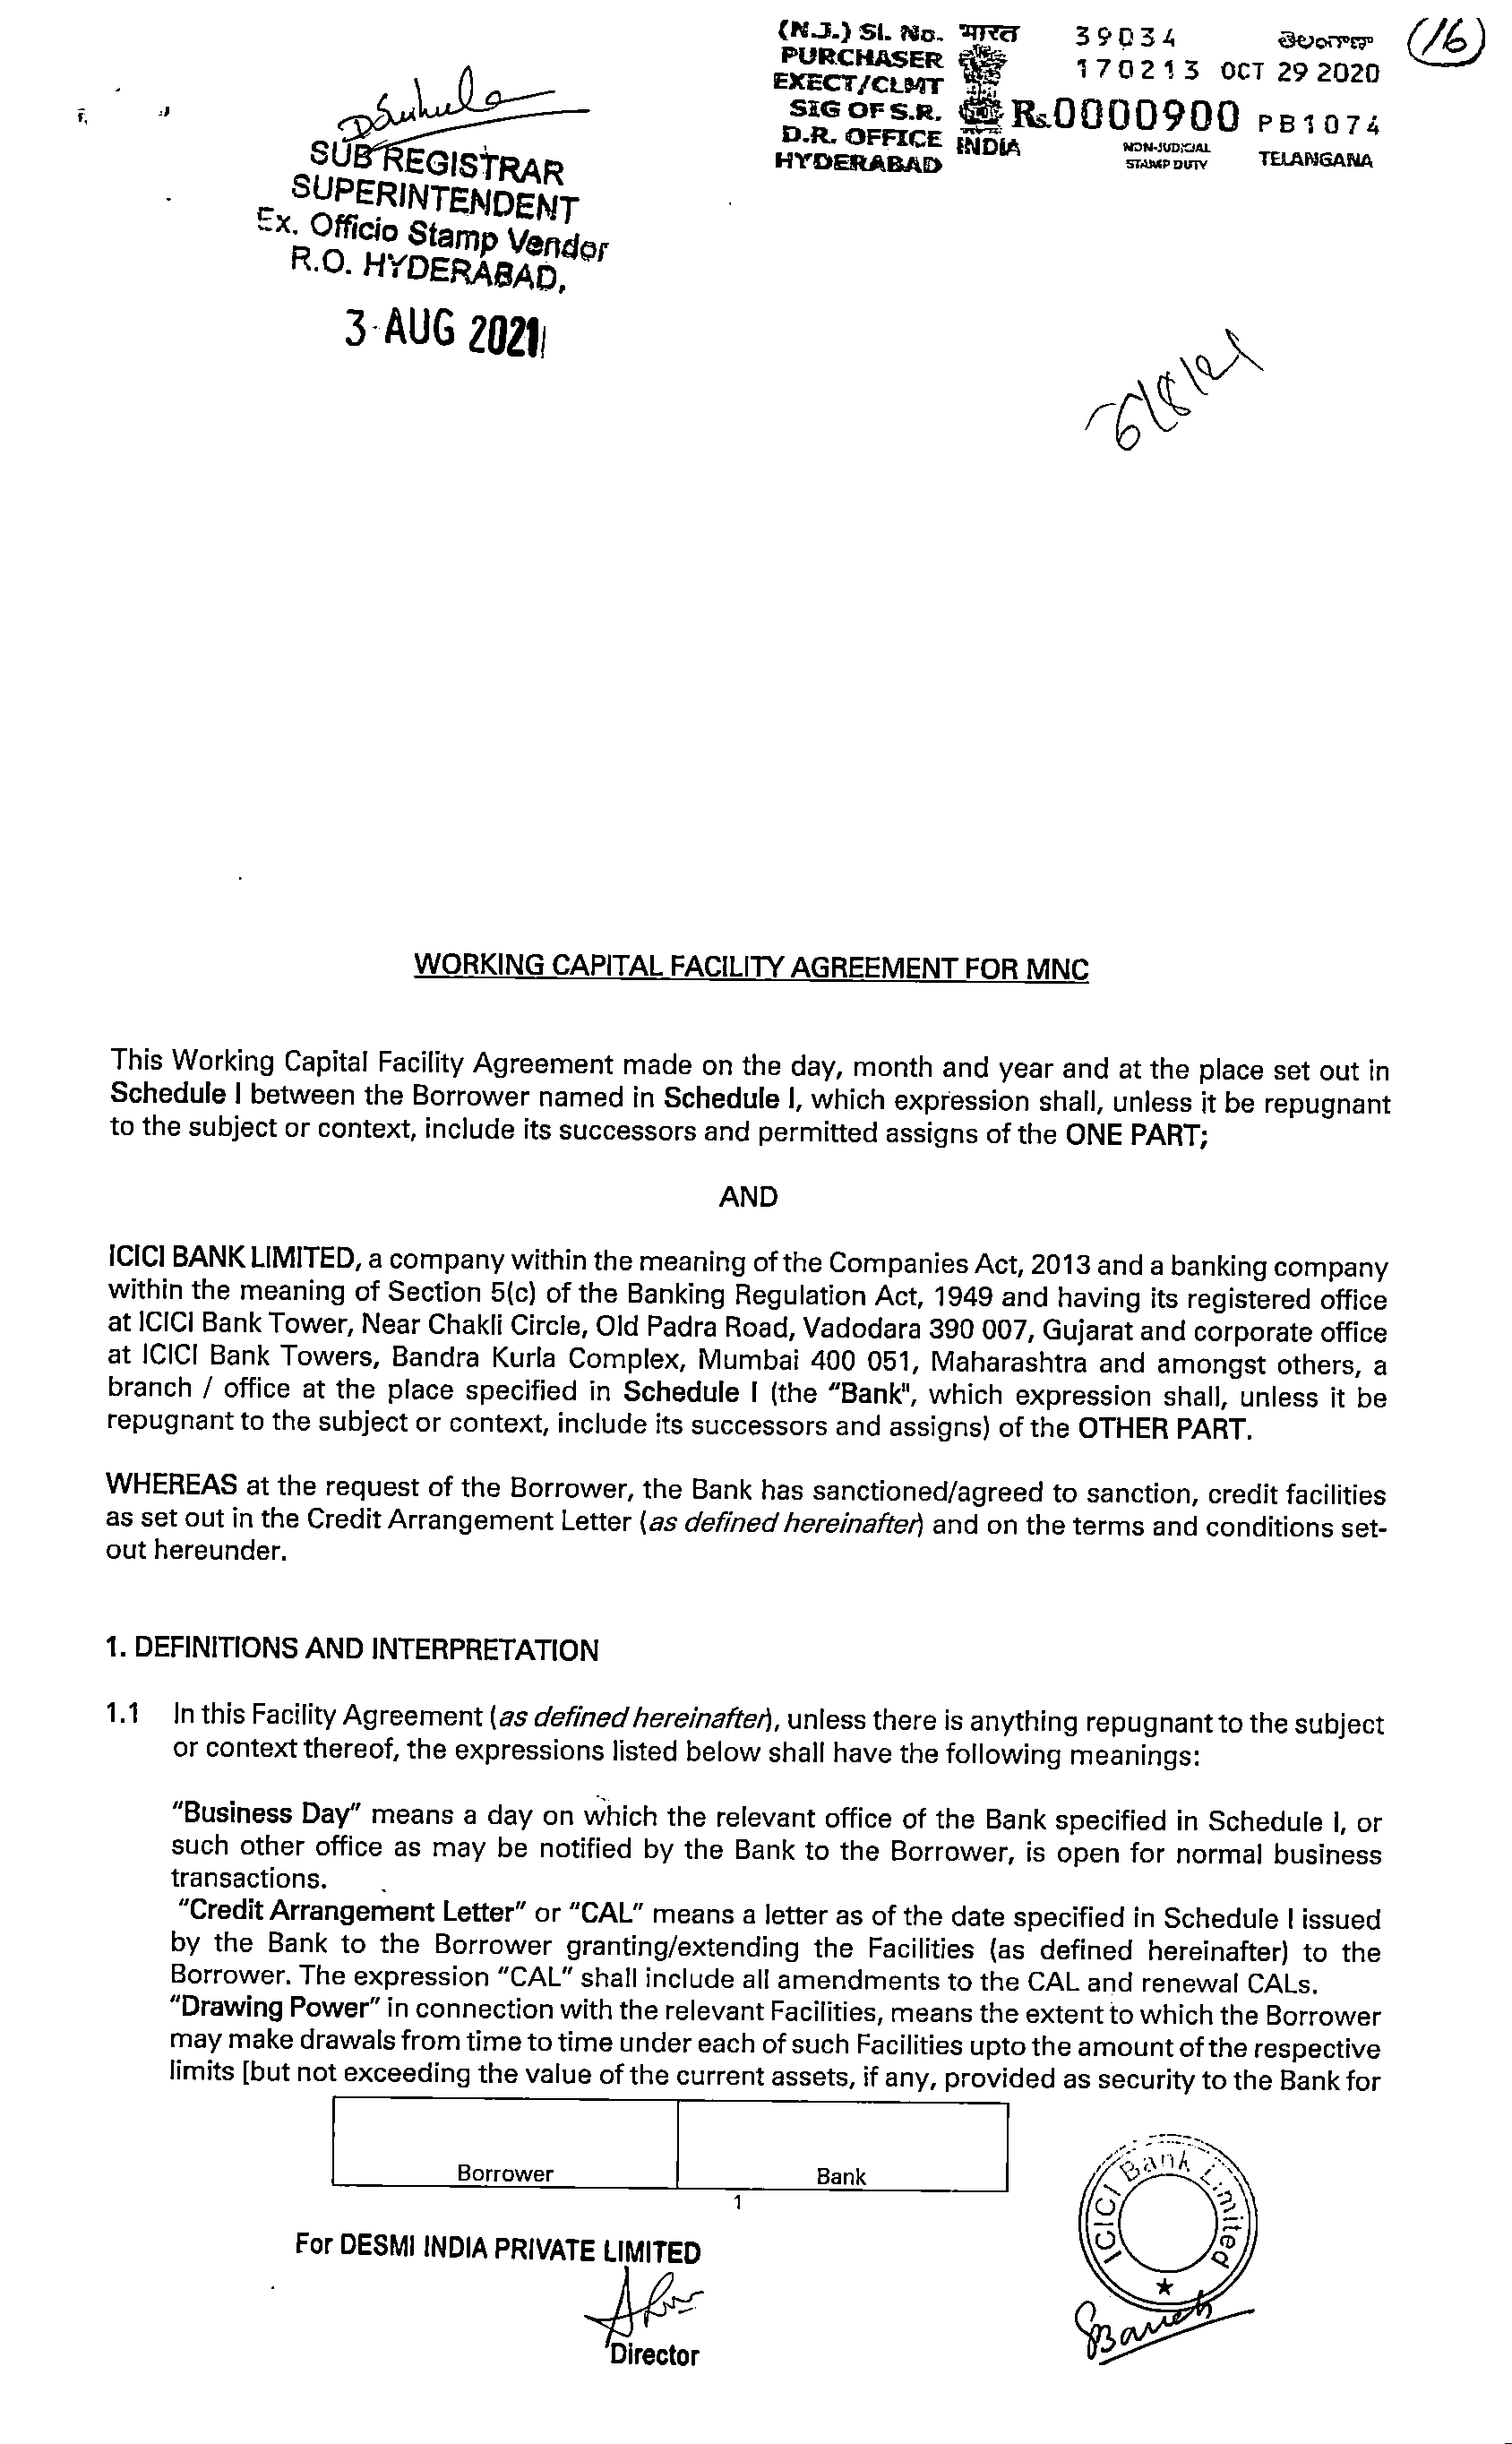 (N.J.) Sl. No. भारत 39034 తెలంగాణా (16)
PURCHASER 170213 OCT 29 2020
EXECT/CLMT
SIG OF S.R. Rs.0000900 PB1074
D.R. OFFICE INDIA NON-JUDICIAL
HYDERABAD STAMP DUTY TELANGANA
SUB REGISTRAR
SUPERINTENDENT
Ex. Officio Stamp Vendor
R.O. HYDERABAD,
3 AUG 2021
WORKING CAPITAL FACILITY AGREEMENT FOR MNC
This Working Capital Facility Agreement made on the day, month and year and at the place set out in
Schedule I between the Borrower named in Schedule I, which expression shall, unless it be repugnant
to the subject or context, include its successors and permitted assigns of the ONE PART;
AND
ICICI BANK LIMITED, a company within the meaning of the Companies Act, 2013 and a banking company
within the meaning of Section 5(c) of the Banking Regulation Act, 1949 and having its registered office
at ICICI Bank Tower, Near Chakli Circle, Old Padra Road, Vadodara 390 007, Gujarat and corporate office
at ICICI Bank Towers, Bandra Kurla Complex, Mumbai 400 051, Maharashtra and amongst others, a
branch / office at the place specified in Schedule I (the "Bank", which expression shall, unless it be
repugnant to the subject or context, include its successors and assigns) of the OTHER PART.
WHEREAS at the request of the Borrower, the Bank has sanctioned/agreed to sanction, credit facilities
as set out in the Credit Arrangement Letter (as defined hereinafter) and on the terms and conditions set-
out hereunder.
1. DEFINITIONS AND INTERPRETATION
1.1 In this Facility Agreement (as defined hereinafter), unless there is anything repugnant to the subject
or context thereof, the expressions listed below shall have the following meanings:
"Business Day" means a day on which the relevant office of the Bank specified in Schedule I, or
such other office as may be notified by the Bank to the Borrower, is open for normal business
transactions.
"Credit Arrangement Letter" or "CAL" means a letter as of the date specified in Schedule I issued
by the Bank to the Borrower granting/extending the Facilities (as defined hereinafter) to the
Borrower. The expression "CAL" shall include all amendments to the CAL and renewal CALs.
"Drawing Power" in connection with the relevant Facilities, means the extent to which the Borrower
may make drawals from time to time under each of such Facilities upto the amount of the respective
limits [but not exceeding the value of the current assets, if any, provided as security to the Bank for
Borrower Bank
1
ICICI Bank Limited
For DESMI INDIA PRIVATE LIMITED
Director